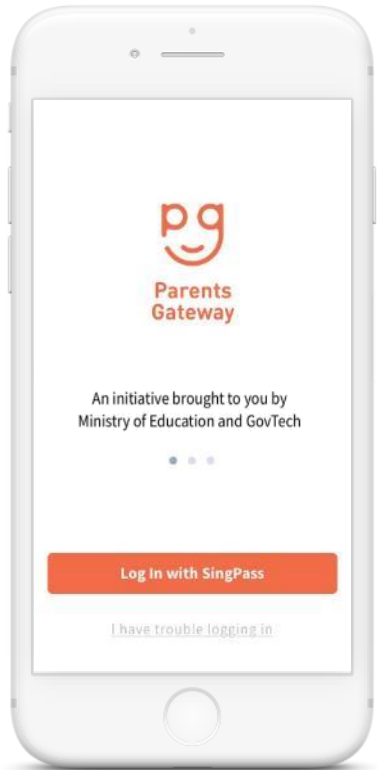 pg
Parents
Gateway
An initiative brought to you by
Ministry of Education and GovTech
Log In with SingPass
I have trouble logging in